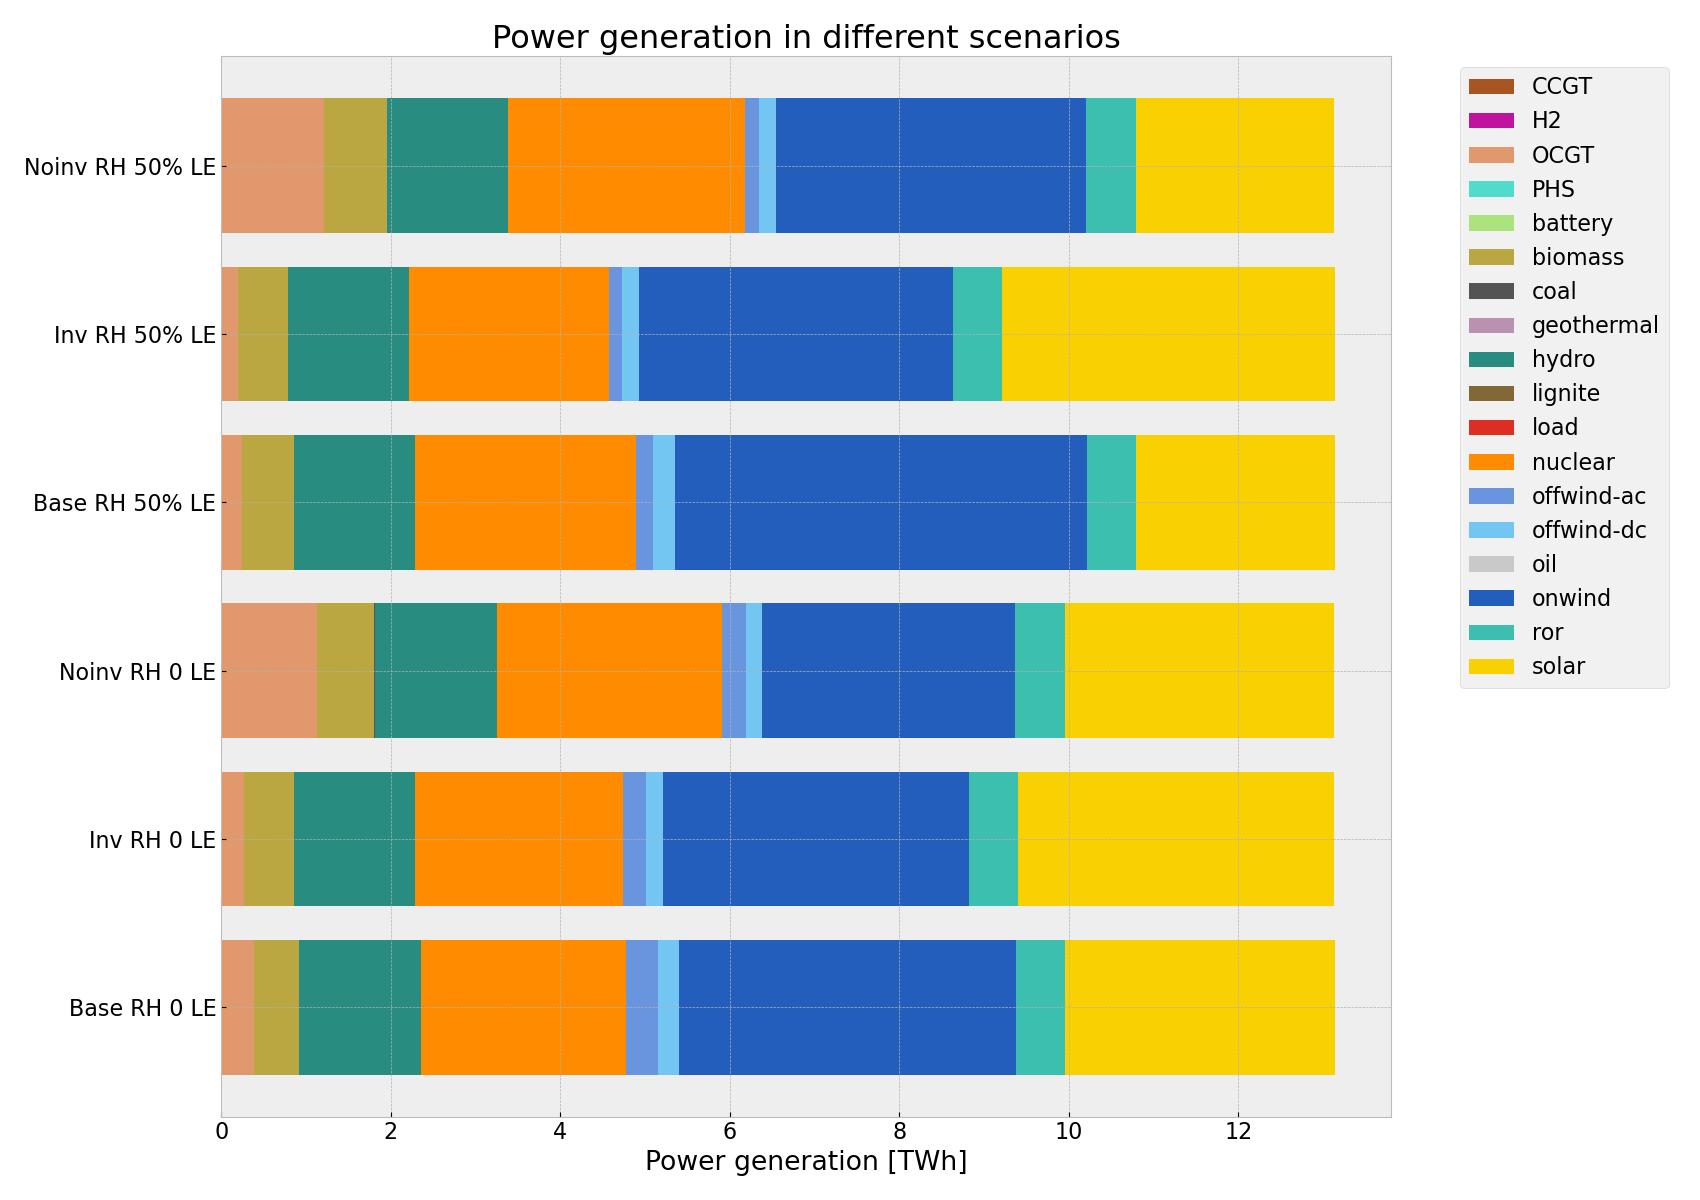 Power generation in different scenarios
Noinv RH 50% LE
Inv RH 50% LE
Base RH 50% LE
Noinv RH 0 LE
Inv RH 0 LE
Base RH 0 LE
0 2 4 6 8 10 12
Power generation [TWh]
CCGT
H2
OCGT
PHS
battery
biomass
coal
geothermal
hydro
lignite
load
nuclear
offwind-ac
offwind-dc
oil
onwind
ror
solar